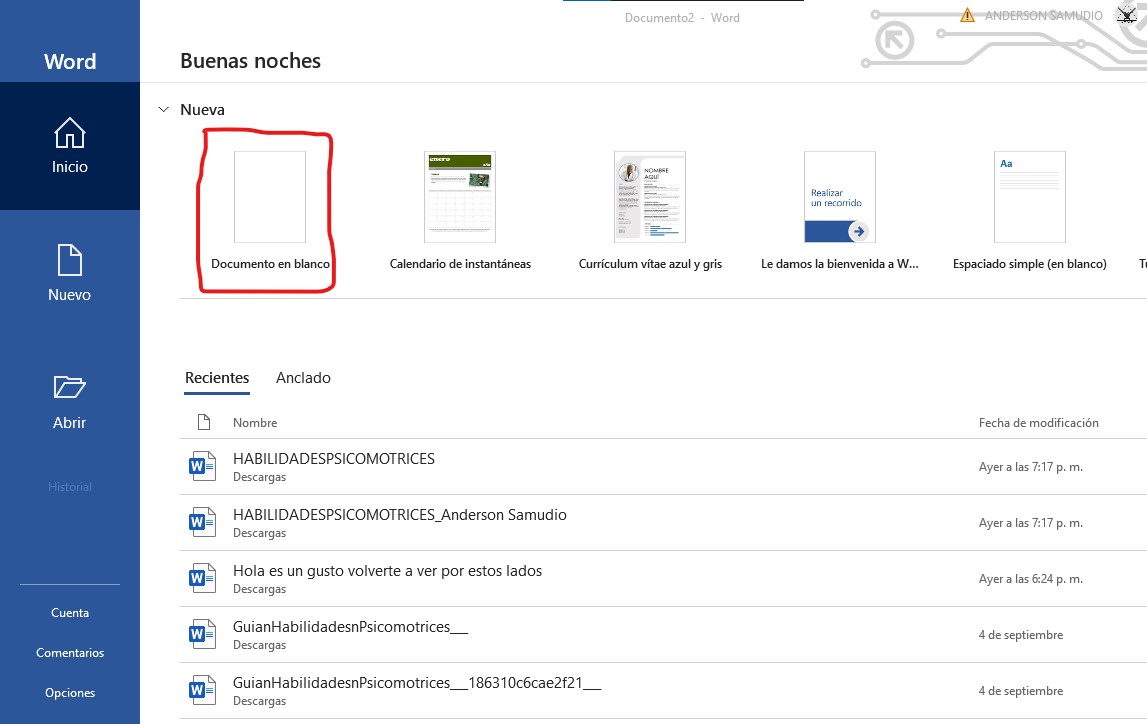 Documento2 - Word
ANDERSON SAMUDIO
Word
Buenas noches
Inicio
Nuevo
Abrir
Historial
Cuenta
Comentarios
Opciones
Nueva
enero
NOMBRE
AQUÍ
Realizar
un recorrido
Aa
Documento en blanco
Calendario de instantáneas
Currículum vítae azul y gris
Le damos la bienvenida a W...
Espaciado simple (en blanco)
Recientes Anclado
Nombre Fecha de modificación
HABILIDADESPSICOMOTRICES
Descargas
Ayer a las 7:17 p. m.
HABILIDADESPSICOMOTRICES_Anderson Samudio
Descargas
Ayer a las 7:17 p. m.
Hola es un gusto volverte a ver por estos lados
Descargas
Ayer a las 6:24 p. m.
GuianHabilidadesnPsicomotrices___
Descargas
4 de septiembre
GuianHabilidadesnPsicomotrices___186310c6cae2f21___
Descargas
4 de septiembre